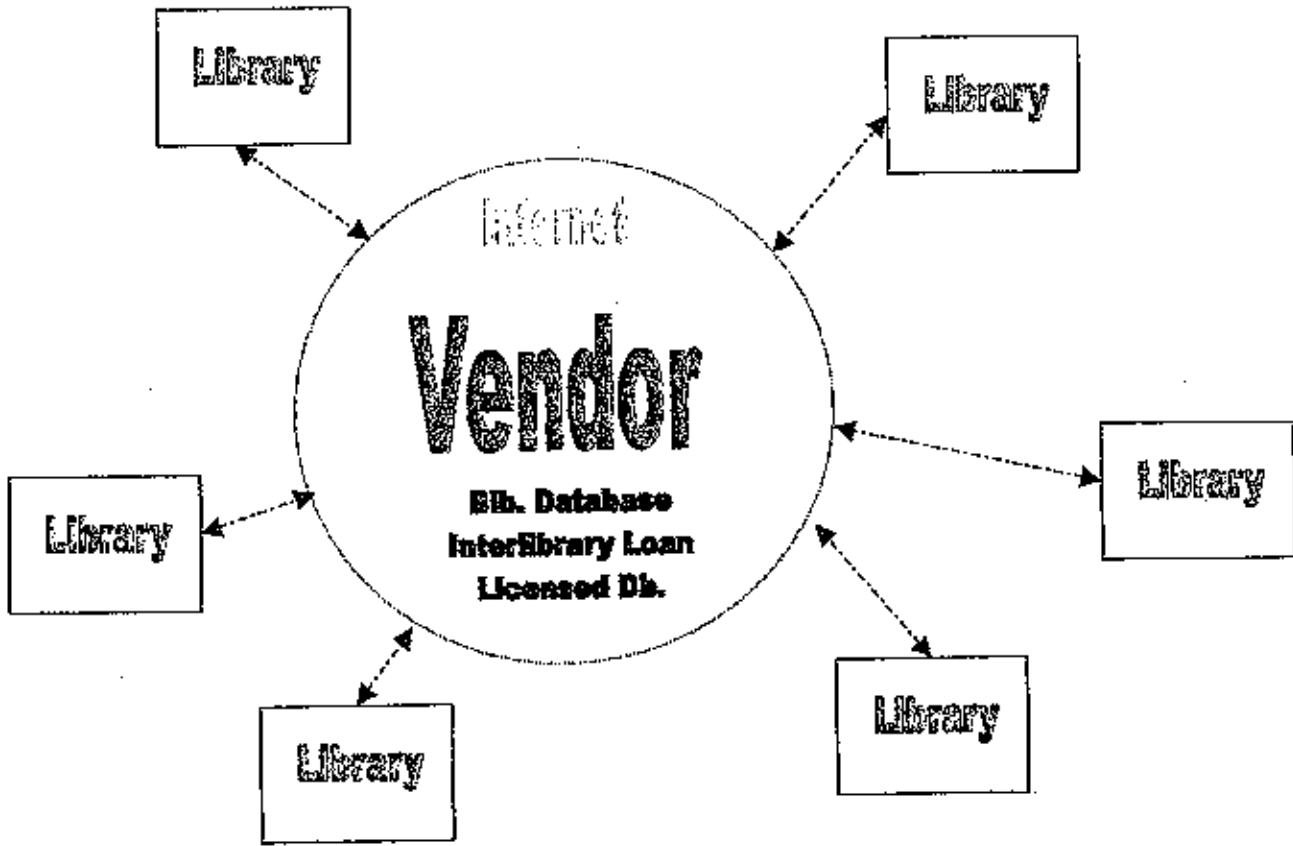 Library
Library
Internet
Vendor
Bib. Database
Interlibrary Loan
Licensed Db.
Library
Library
Library
Library